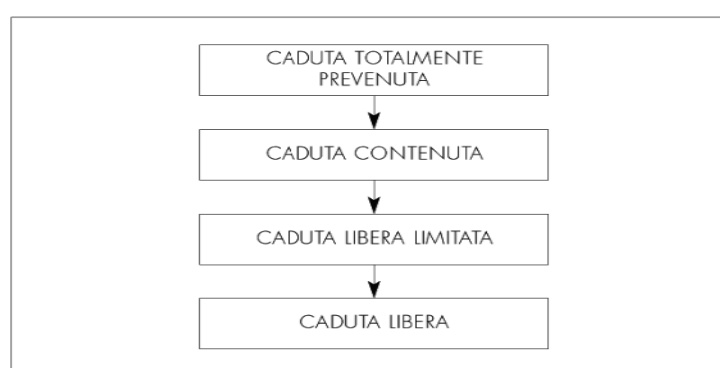 CADUTA TOTALMENTE
PREVENUTA
CADUTA CONTENUTA
CADUTA LIBERA LIMITATA
CADUTA LIBERA